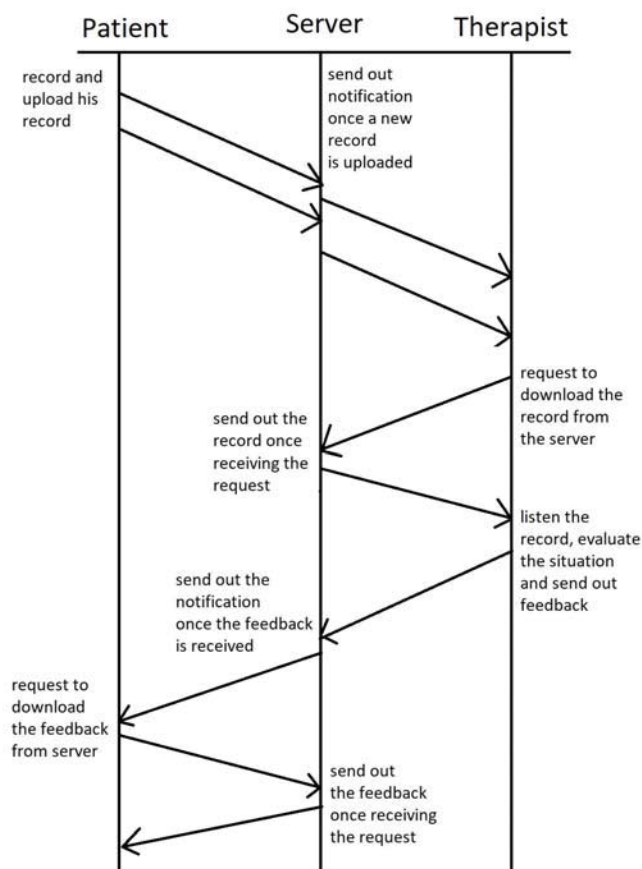 Patient
Server
Therapist
record and
upload his
record
send out
notification
once a new
record
is uploaded
request to
download the
record from
the server
send out the
record once
receiving the
request
listen the
record, evaluate
the situation
and send out
feedback
send out the
notification
once the feedback
is received
request to
download
the feedback
from server
send out
the feedback
once receiving
the request